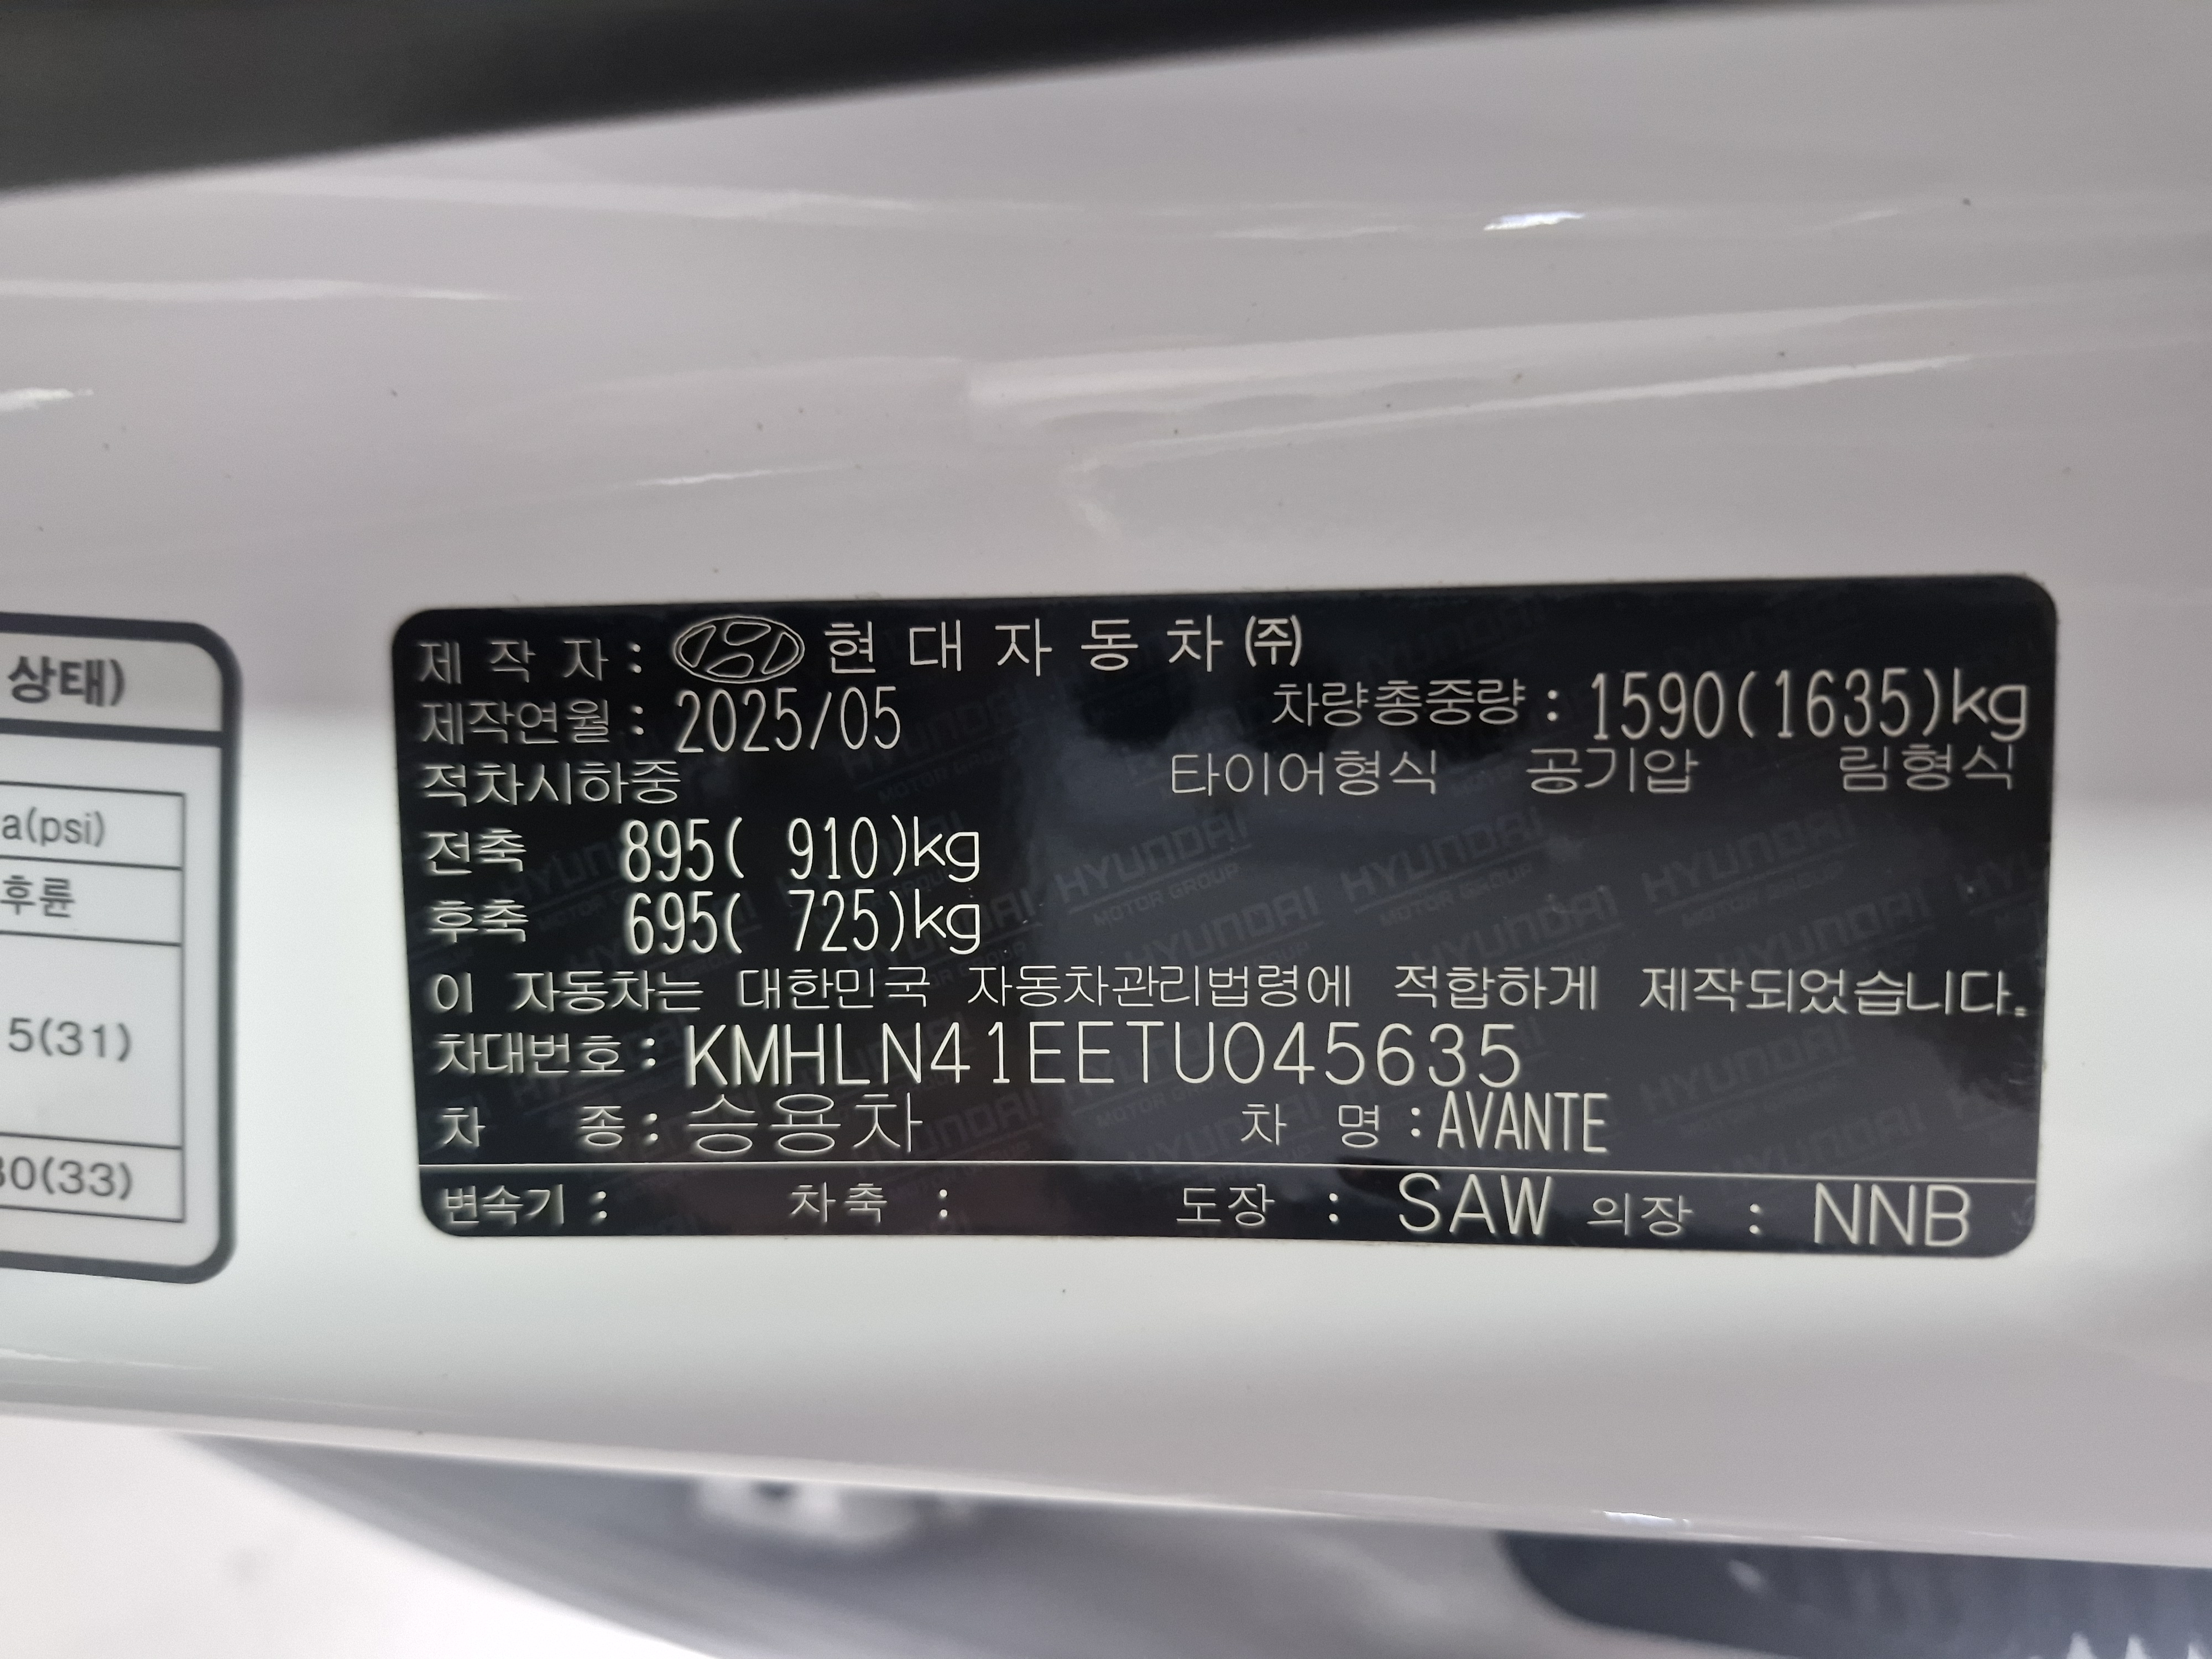 상태)
a(psi)
후륜
5(31)
30(33)
제 작 자 : 현 대 자 동 차 ㈜
제작연월 : 2025/05 차량총중량 : 1590(1635)kg
적차시하중 타이어형식 공기압 림형식
전축 895( 910)kg
후축 695( 725)kg
이 자동차는 대한민국 자동차관리법령에 적합하게 제작되었습니다.
차대번호 : KMHLN41EETU045635
차 종 : 승용차 차 명 : AVANTE
변속기 : 차축 : 도장 : SAW 의장 : NNB
HYUNDAI
MOTOR GROUP